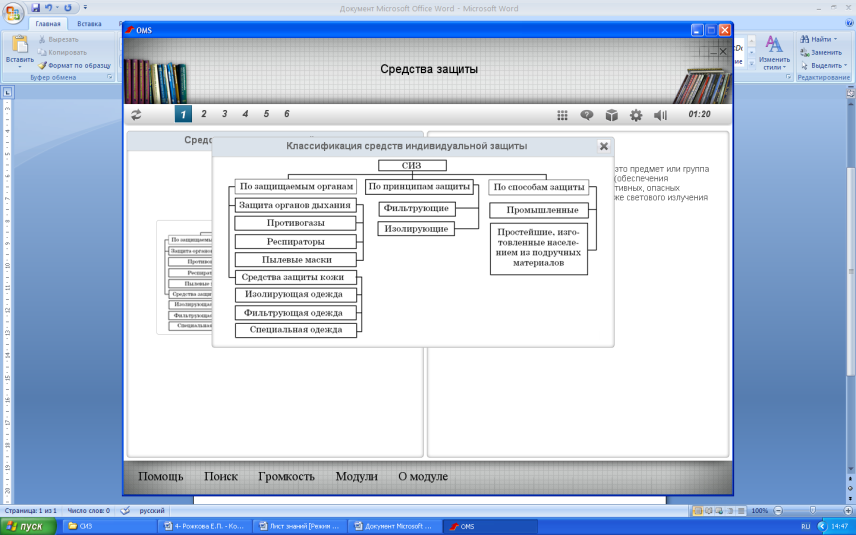 Документ Microsoft Office Word - Microsoft Word
Главная
Вставка
Вставить
Вырезать
Копировать
Формат по образцу
Буфер обмена
Изменить
стили
Найти
Заменить
Выделить
Редактирование
OMS
Средства защиты
1 2 3 4 5 6
01:20
Классификация средств индивидуальной защиты
СИЗ
По защищаемым органам
По принципам защиты
По способам защиты
Защита органов дыхания
Противогазы
Респираторы
Пылевые маски
Средства защиты кожи
Изолирующая одежда
Фильтрующая одежда
Специальная одежда
Фильтрующие
Изолирующие
Промышленные
Простейшие, изго-
товленные населе-
нием из подручных
материалов
это предмет или группа
(обеспечения
тивных, опасных
же светового излучения
Помощь
Поиск
Громкость
Модули
О модуле
Страница: 1 из 1
Число слов: 0
русский
100%
пуск
СИЗ
4- Рожкова Е.П. - Ко...
Лист знаний [Режим ...
Документ Microsoft ...
OMS
RU
14:47